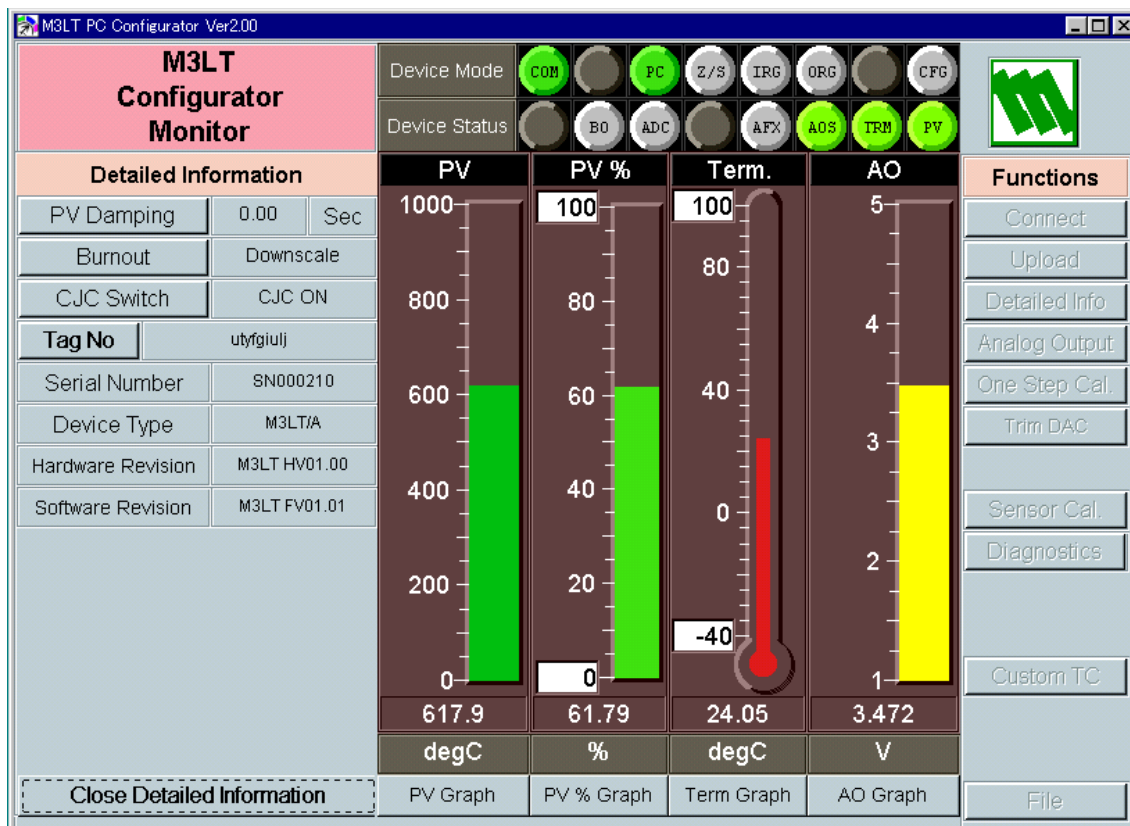 M3LT PC Configurator Ver2.00
M3LT
Configurator
Monitor
Device Mode COM PC Z/S IRG ORG CFG
Device Status BO ADC AFX AOS TRM PV
Detailed Information
PV Damping 0.00 Sec
Burnout Downscale
CJC Switch CJC ON
Tag No utyfgiulj
Serial Number SN000210
Device Type M3LT/A
Hardware Revision M3LT HV01.00
Software Revision M3LT FV01.01
Close Detailed Information
PV
1000
800
600
400
200
0
617.9
degC
PV Graph
PV %
100
80
60
40
20
0
61.79
%
PV % Graph
Term.
100
80
40
0
-40
24.05
degC
Term Graph
AO
5
4
3
2
1
3.472
V
AO Graph
Functions
Connect
Upload
Detailed Info
Analog Output
One Step Cal.
Trim DAC
Sensor Cal.
Diagnostics
Custom TC
File